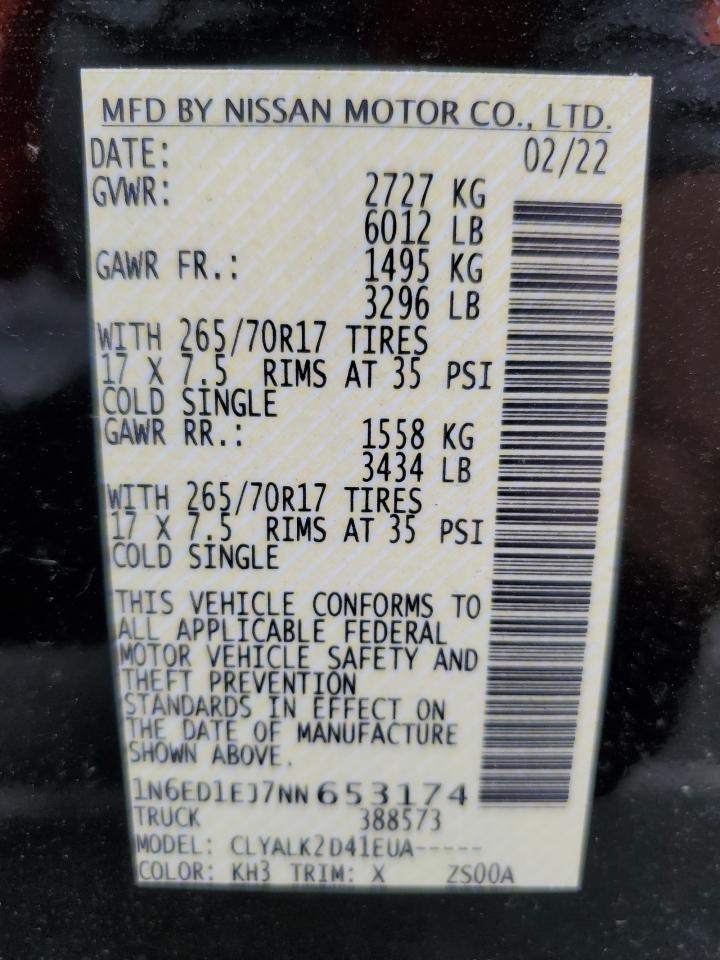 MFD BY NISSAN MOTOR CO., LTD.
DATE: 02/22
GVWR: 2727 KG
6012 LB
GAWR FR.: 1495 KG
3296 LB
WITH 265/70R17 TIRES
17 X 7.5 RIMS AT 35 PSI
COLD SINGLE
GAWR RR.: 1558 KG
3434 LB
WITH 265/70R17 TIRES
17 X 7.5 RIMS AT 35 PSI
COLD SINGLE
THIS VEHICLE CONFORMS TO
ALL APPLICABLE FEDERAL
MOTOR VEHICLE SAFETY AND
THEFT PREVENTION
STANDARDS IN EFFECT ON
THE DATE OF MANUFACTURE
SHOWN ABOVE.
1N6ED1EJ7NN653174
TRUCK 388573
MODEL: CLYALK2D41EUA-----
COLOR: KH3 TRIM: X ZS00A